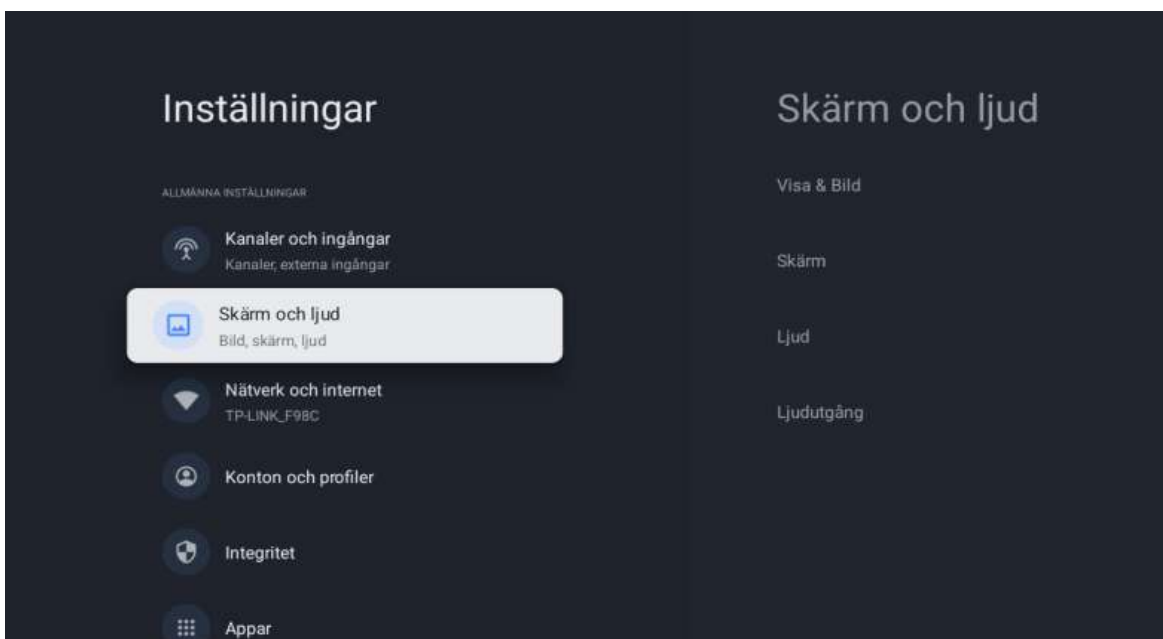 Inställningar
ALLMÄNNA INSTÄLLNINGAR
Kanaler och ingångar
Kanaler, externa ingångar
Skärm och ljud
Bild, skärm, ljud
Nätverk och internet
TP-LINK_F98C
Konton och profiler
Integritet
Appar
Skärm och ljud
Visa & Bild
Skärm
Ljud
Ljudutgång